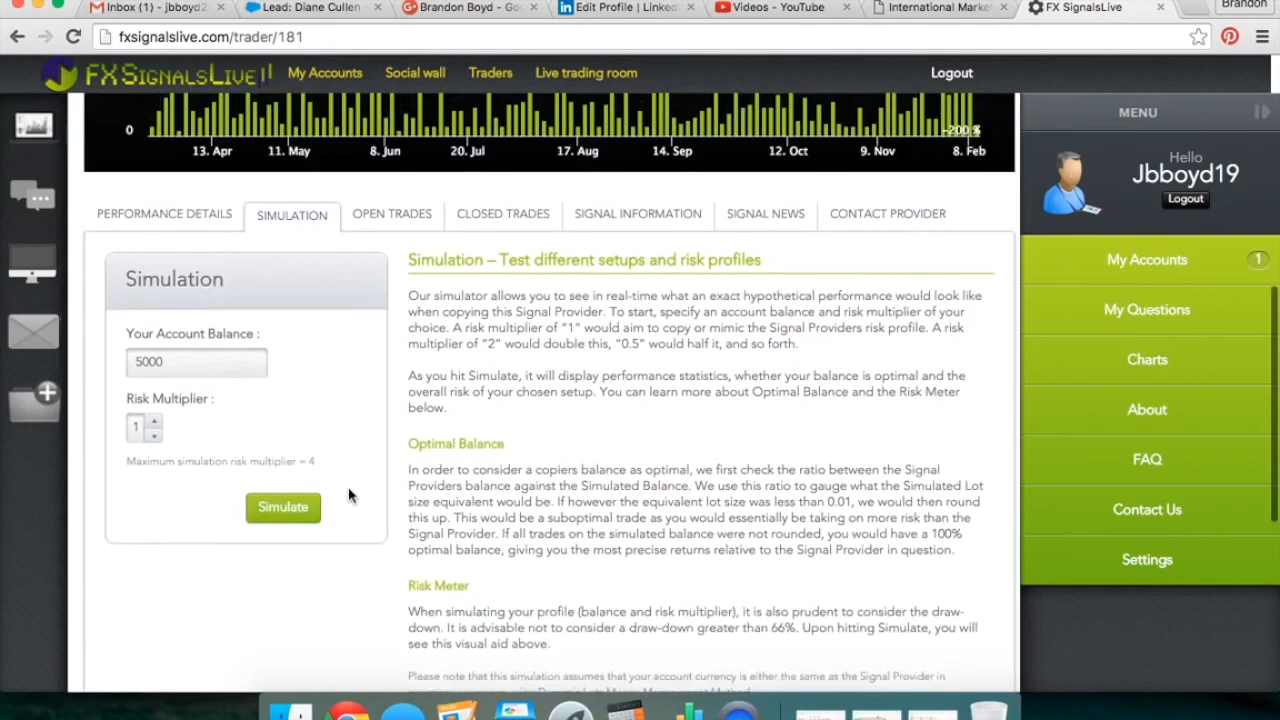 Inbox (1) - jbboyd2
Lead: Diane Cullen -
Brandon Boyd - Go
Edit Profile | Linked
Videos - YouTube
International Market
FX SignalsLive
Brandon
fxsignalslive.com/trader/181
FXSIGNALSLIVE
My Accounts
Social wall
Traders
Live trading room
Logout
0
-200 %
13. Apr
11. May
8. Jun
20. Jul
17. Aug
14. Sep
12. Oct
9. Nov
8. Feb
MENU
Hello
Jbboyd19
Logout
PERFORMANCE DETAILS
SIMULATION
OPEN TRADES
CLOSED TRADES
SIGNAL INFORMATION
SIGNAL NEWS
CONTACT PROVIDER
Simulation
Your Account Balance :
5000
Risk Multiplier :
1
Maximum simulation risk multiplier = 4
Simulate
Simulation – Test different setups and risk profiles
Our simulator allows you to see in real-time what an exact hypothetical performance would look like
when copying this Signal Provider. To start, specify an account balance and risk multiplier of your
choice. A risk multiplier of “1” would aim to copy or mimic the Signal Providers risk profile. A risk
multiplier of “2” would double this, “0.5” would half it, and so forth.
As you hit Simulate, it will display performance statistics, whether your balance is optimal and the
overall risk of your chosen setup. You can learn more about Optimal Balance and the Risk Meter
below.
Optimal Balance
In order to consider a copiers balance as optimal, we first check the ratio between the Signal
Providers balance against the Simulated Balance. We use this ratio to gauge what the Simulated Lot
size equivalent would be. If however the equivalent lot size was less than 0.01, we would then round
this up. This would be a suboptimal trade as you would essentially be taking on more risk than the
Signal Provider. If all trades on the simulated balance were not rounded, you would have a 100%
optimal balance, giving you the most precise returns relative to the Signal Provider in question.
Risk Meter
When simulating your profile (balance and risk multiplier), it is also prudent to consider the draw-
down. It is advisable not to consider a draw-down greater than 66%. Upon hitting Simulate, you will
see this visual aid above.
Please note that this simulation assumes that your account currency is either the same as the Signal Provider in
My Accounts
1
My Questions
Charts
About
FAQ
Contact Us
Settings